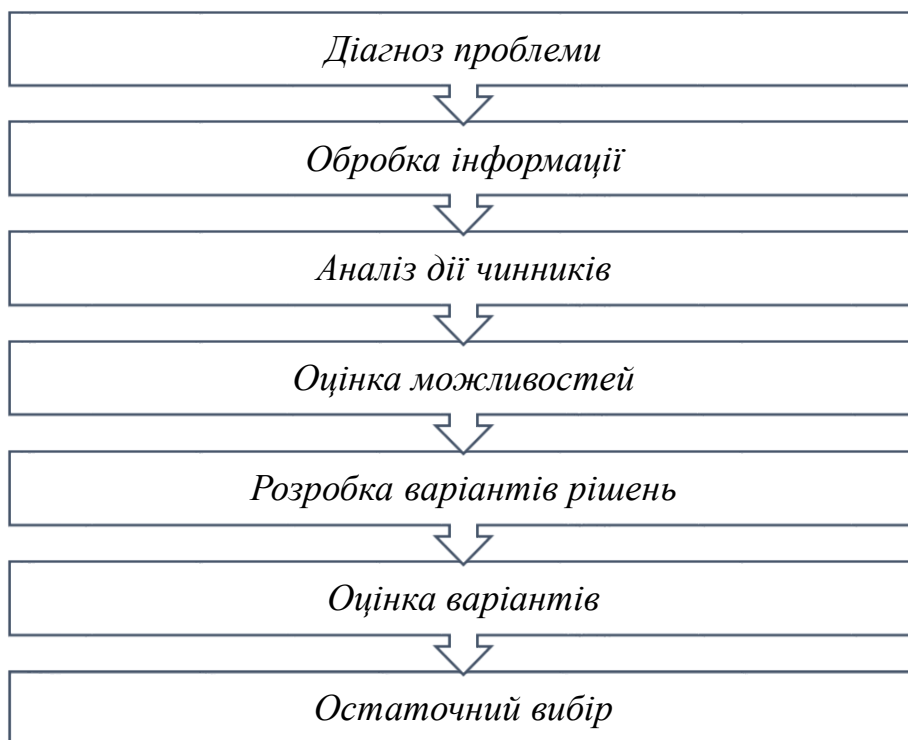 Діагноз проблеми
Обробка інформації
Аналіз дії чинників
Оцінка можливостей
Розробка варіантів рішень
Оцінка варіантів
Остаточний вибір